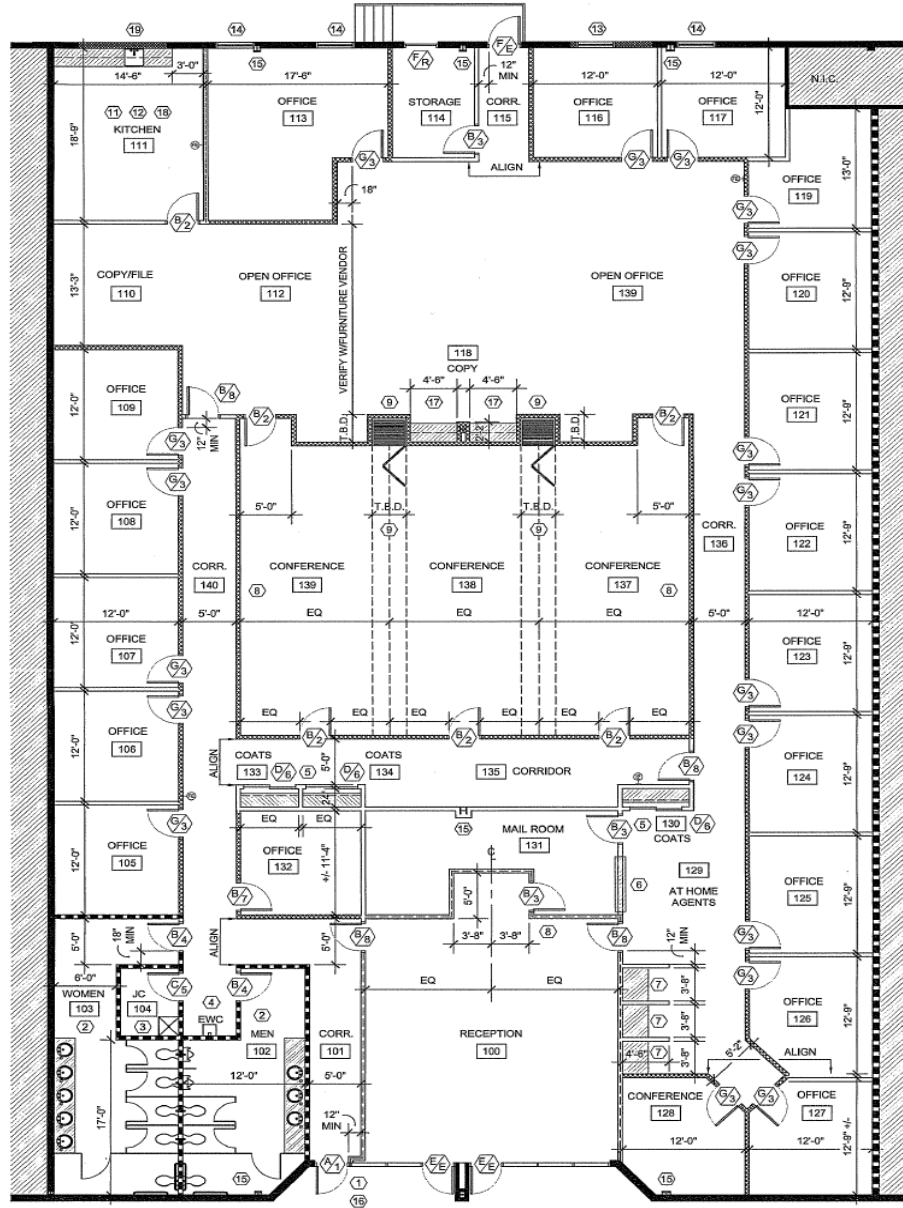 19 14 14 F/R F/E 13 14
3'-0" 15 15 12" MIN 15
14'-6" 17'-6" 12'-0" 12'-0" N.I.C.
OFFICE 113
STORAGE 114
CORR. 115
OFFICE 116
OFFICE 117
12'-0"
11 12 18
KITCHEN 111
18'-9"
B/3 G/3 G/3 G/3
ALIGN
18"
OFFICE 119
13'-0"
B/2 G/3
G/3
COPY/FILE 110
OPEN OFFICE 112
OPEN OFFICE 139
OFFICE 120
12'-9"
13'-3"
VERIFY W/FURNITURE VENDOR
118
COPY
4'-6" 4'-6"
9 17 17 9
T.B.D. 2'-2" T.B.D.
OFFICE 109
12'-0"
B/8 B/2 B/2
12" MIN
G/3
OFFICE 121
12'-9"
G/3
G/3 G/3
OFFICE 108
12'-0"
5'-0" T.B.D. T.B.D. 5'-0"
9 9
OFFICE 122
12'-9"
CORR. 140
CONFERENCE 139
CONFERENCE 138
CONFERENCE 137
CORR. 136
8 8
12'-0" 5'-0" EQ EQ EQ 5'-0" 12'-0"
OFFICE 107
12'-0"
OFFICE 123
12'-9"
G/3 G/3
G/3 G/3
OFFICE 106
12'-0"
EQ EQ EQ EQ EQ EQ
B/2 B/2 B/2
OFFICE 124
12'-9"
ALIGN
COATS 133
D/6 5 D/6
COATS 134
5'-0"
135 CORRIDOR
B/8
24"
G/3
EQ EQ
15
MAIL ROOM 131
B/3
5 130 D/6
COATS
OFFICE 105
12'-0"
OFFICE 132
+/- 11'-4"
℄
129
AT HOME AGENTS
6
OFFICE 125
12'-9"
B/7 5'-0" B/3
5'-0" 18" MIN B/4 ALIGN 5'-0" B/8
3'-8" 3'-8" 8 B/8 12" MIN G/3
6'-0" C/5 B/4 EQ EQ G/3
WOMEN 103
2
JC 104
3
4
EWC
2
MEN 102
CORR. 101
RECEPTION 100
7 3'-8"
7 3'-8"
7 3'-8"
4'-6"
OFFICE 126
12'-9"
12'-0" 5'-0"
6'-2" ALIGN
17'-0"
12" MIN
CONFERENCE 128
G/3 G/3
OFFICE 127
12'-9" +/-
12'-0" 12'-0"
15 A/1 1 E/E E/E 15
16